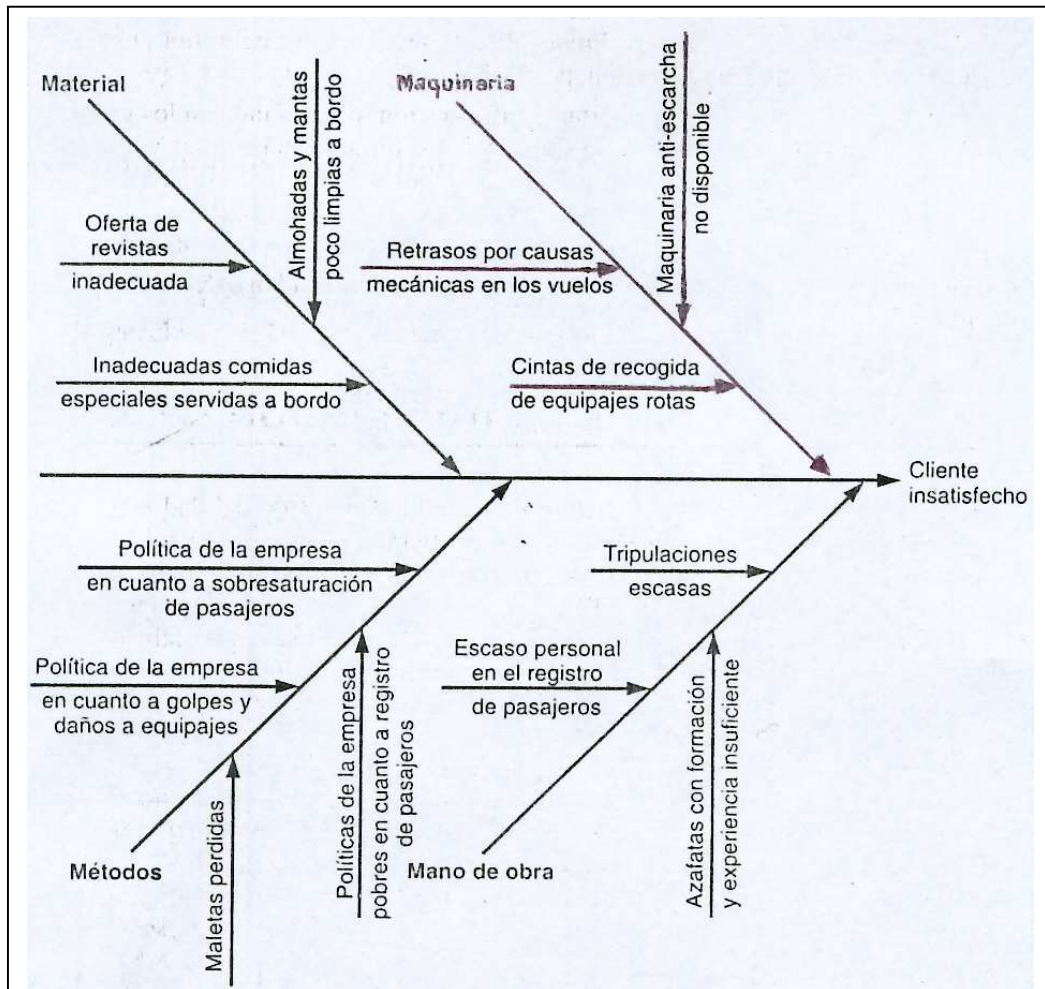 Material
Maquinaria
Almohadas y mantas
poco limpias a bordo
Maquinaria anti-escarcha
no disponible
Oferta de
revistas
inadecuada
Retrasos por causas
mecánicas en los vuelos
Inadecuadas comidas
especiales servidas a bordo
Cintas de recogida
de equipajes rotas
Cliente
insatisfecho
Política de la empresa
en cuanto a sobresaturación
de pasajeros
Tripulaciones
escasas
Política de la empresa
en cuanto a golpes y
daños a equipajes
Políticas de la empresa
pobres en cuanto a registro
de pasajeros
Escaso personal
en el registro
de pasajeros
Azafatas con formación
y experiencia insuficiente
Métodos
Maletas perdidas
Mano de obra